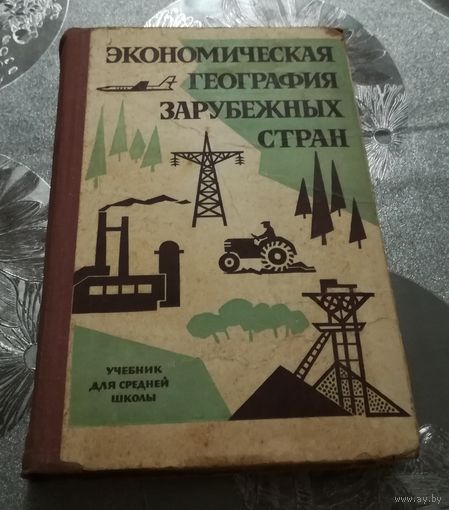 ЭКОНОМИЧЕСКАЯ
ГЕОГРАФИЯ
ЗАРУБЕЖНЫХ
СТРАН
УЧЕБНИК
ДЛЯ СРЕДНЕЙ
ШКОЛЫ
www.ay.by